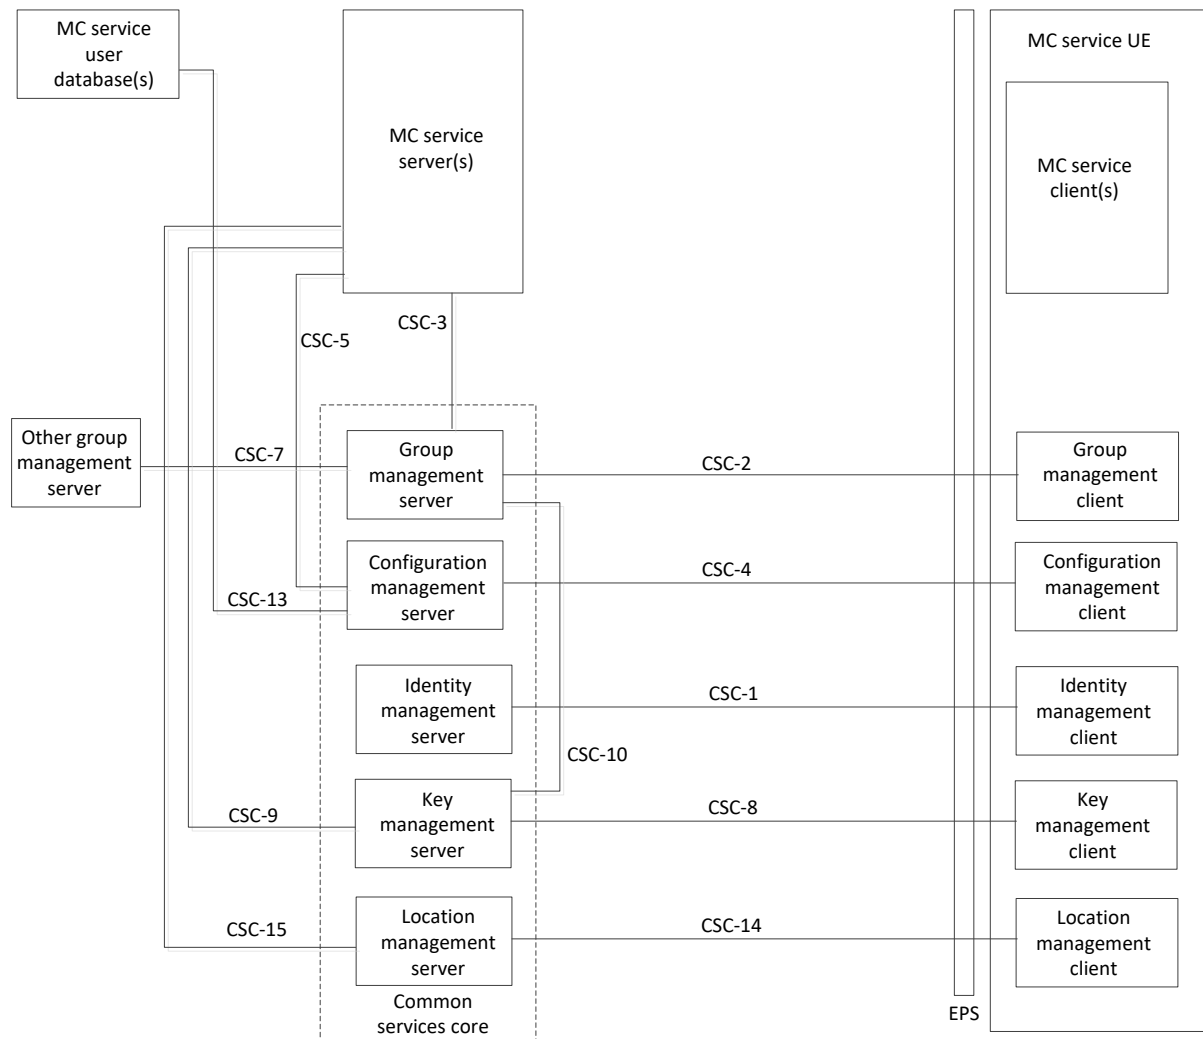 MC service
user
database(s)
MC service
server(s)
MC service UE
MC service
client(s)
CSC-3
CSC-5
Other group
management
server
CSC-7
Group
management
server
CSC-2
Group
management
client
Configuration
management
server
CSC-4
Configuration
management
client
CSC-13
Identity
management
server
CSC-1
Identity
management
client
CSC-10
CSC-9
Key
management
server
CSC-8
Key
management
client
CSC-15
Location
management
server
CSC-14
Location
management
client
Common
services core
EPS